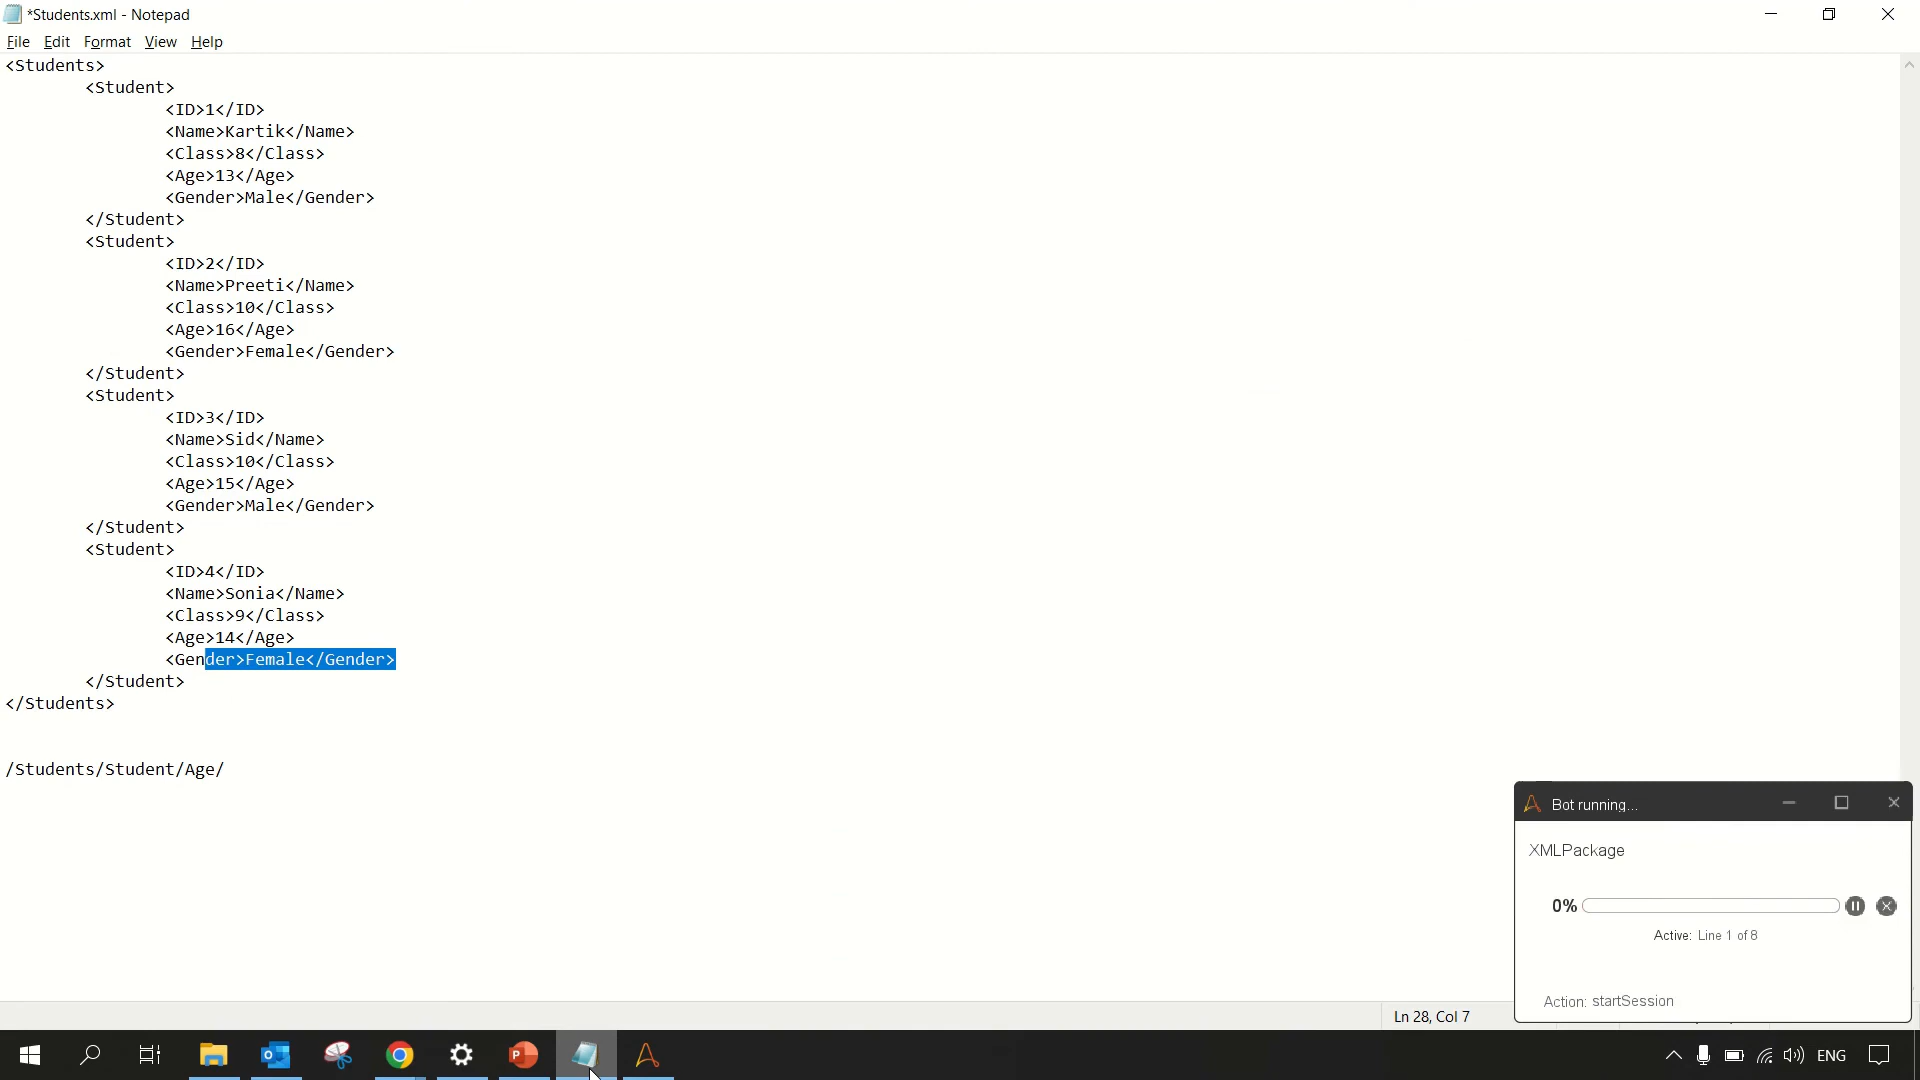 *Students.xml - Notepad
File Edit Format View Help
<Students>
<Student>
<ID>1</ID>
<Name>Kartik</Name>
<Class>8</Class>
<Age>13</Age>
<Gender>Male</Gender>
</Student>
<Student>
<ID>2</ID>
<Name>Preeti</Name>
<Class>10</Class>
<Age>16</Age>
<Gender>Female</Gender>
</Student>
<Student>
<ID>3</ID>
<Name>Sid</Name>
<Class>10</Class>
<Age>15</Age>
<Gender>Male</Gender>
</Student>
<Student>
<ID>4</ID>
<Name>Sonia</Name>
<Class>9</Class>
<Age>14</Age>
<Gender>Female</Gender>
</Student>
</Students>
/Students/Student/Age/
Bot running...
XMLPackage
0%
Active: Line 1 of 8
Action: startSession
Ln 28, Col 7
ENG